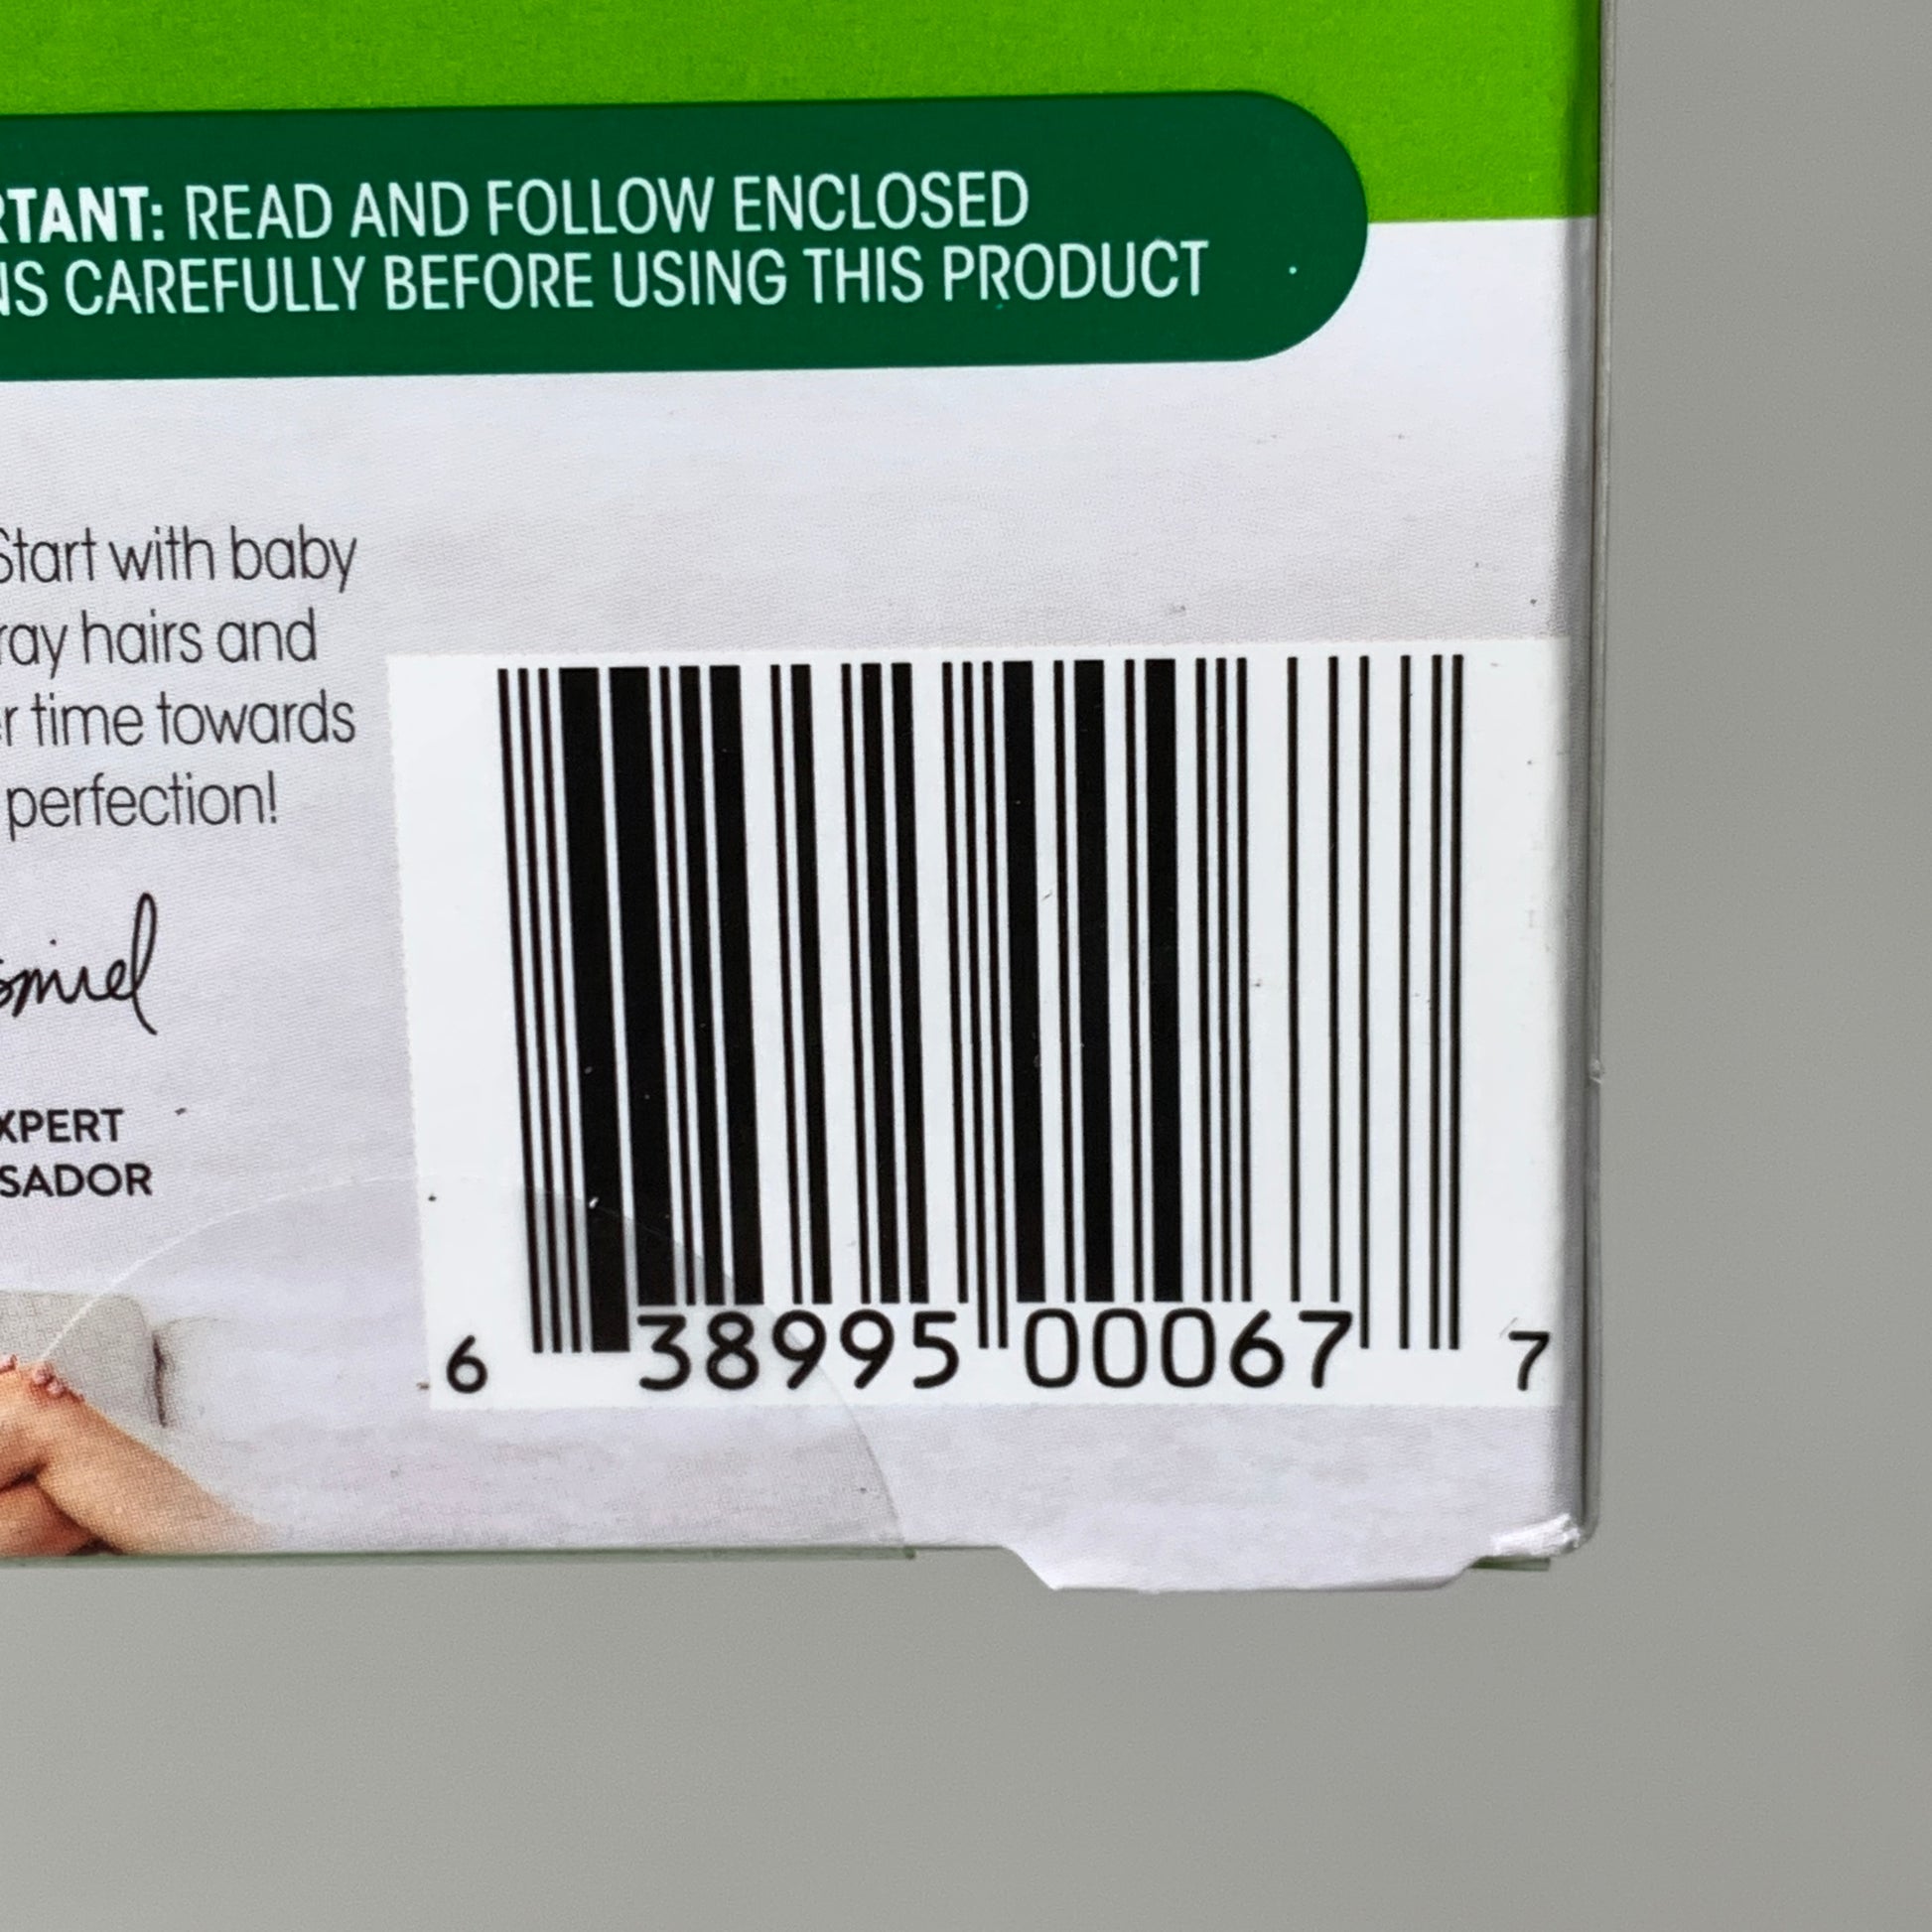 RTANT: READ AND FOLLOW ENCLOSED
NS CAREFULLY BEFORE USING THIS PRODUCT
Start with baby
ray hairs and
r time towards
perfection!
smiel
XPERT
SADOR
6 38995 00067 7